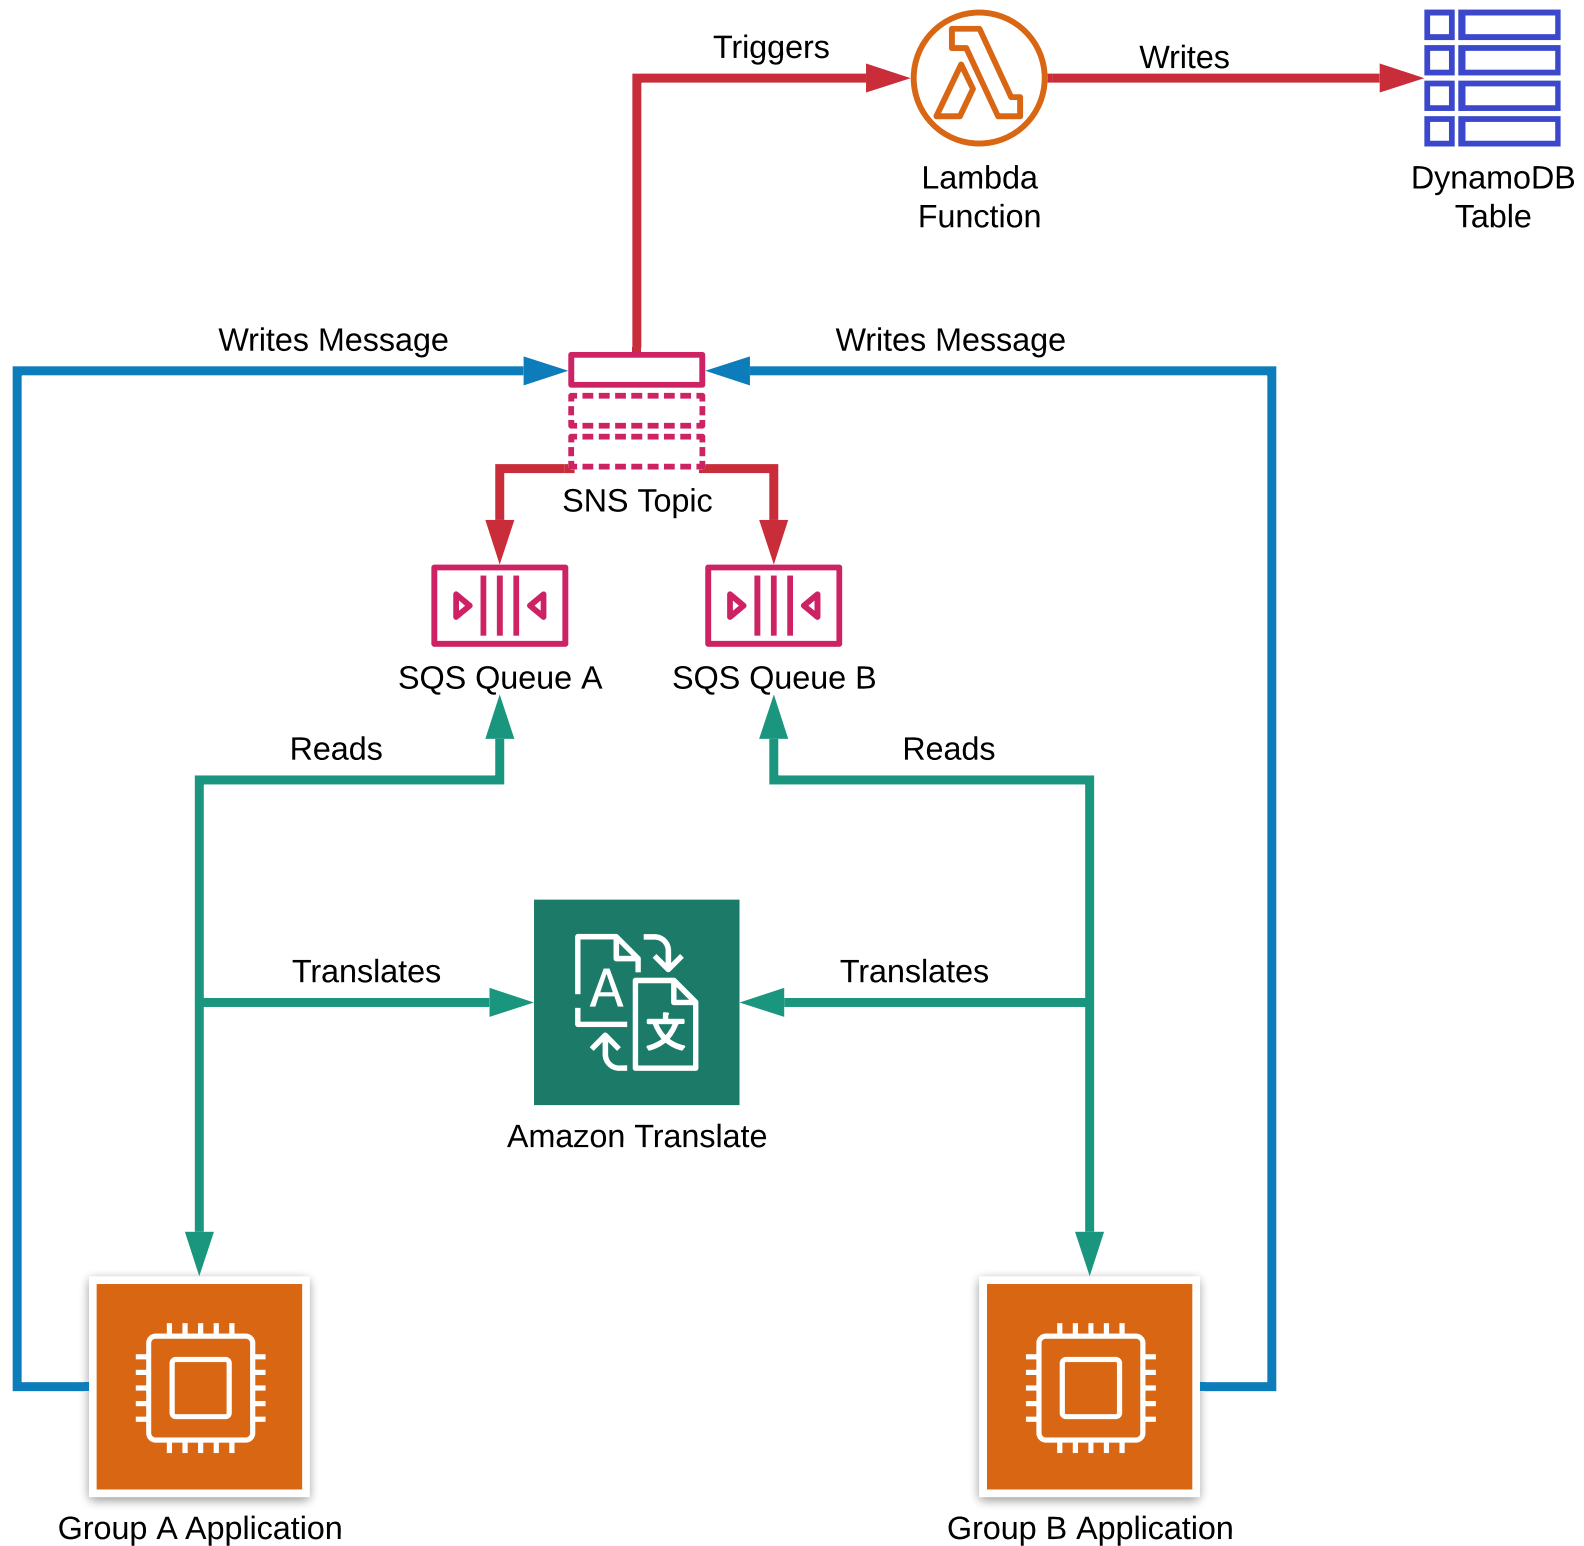 Triggers
Writes
Lambda
Function
DynamoDB
Table
Writes Message
Writes Message
SNS Topic
SQS Queue A
SQS Queue B
Reads
Reads
Translates
Translates
A
文
Amazon Translate
Group A Application
Group B Application